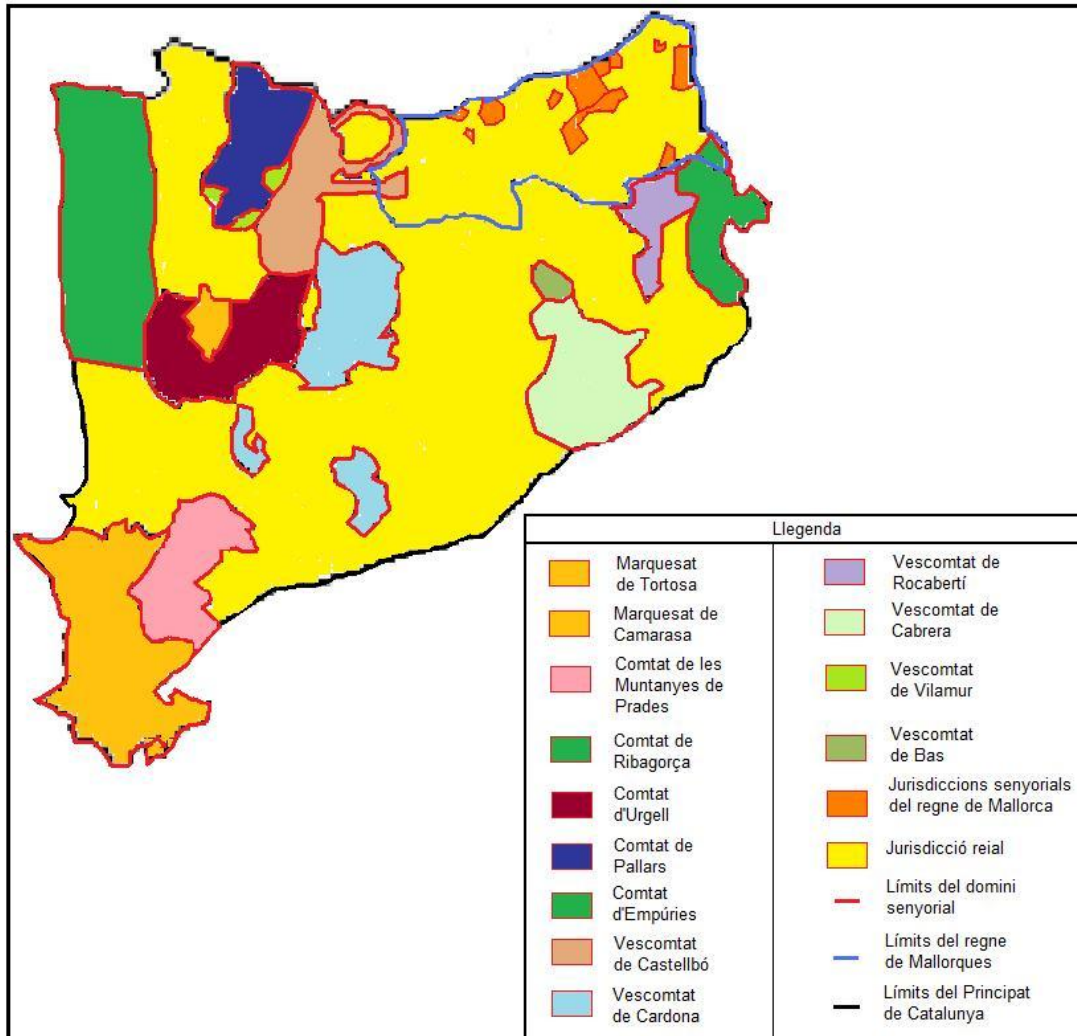 Llegenda
Marquesat
de Tortosa
Marquesat de
Camarasa
Comtat de les
Muntanyes de
Prades
Comtat de
Ribagorça
Comtat
d'Urgell
Comtat de
Pallars
Comtat
d'Empúries
Vescomtat
de Castellbó
Vescomtat
de Cardona
Vescomtat de
Rocabertí
Vescomtat de
Cabrera
Vescomtat
de Vilamur
Vescomtat
de Bas
Jurisdiccions senyorials
del regne de Mallorca
Jurisdicció reial
Límits del domini
senyorial
Límits del regne
de Mallorques
Límits del Principat
de Catalunya